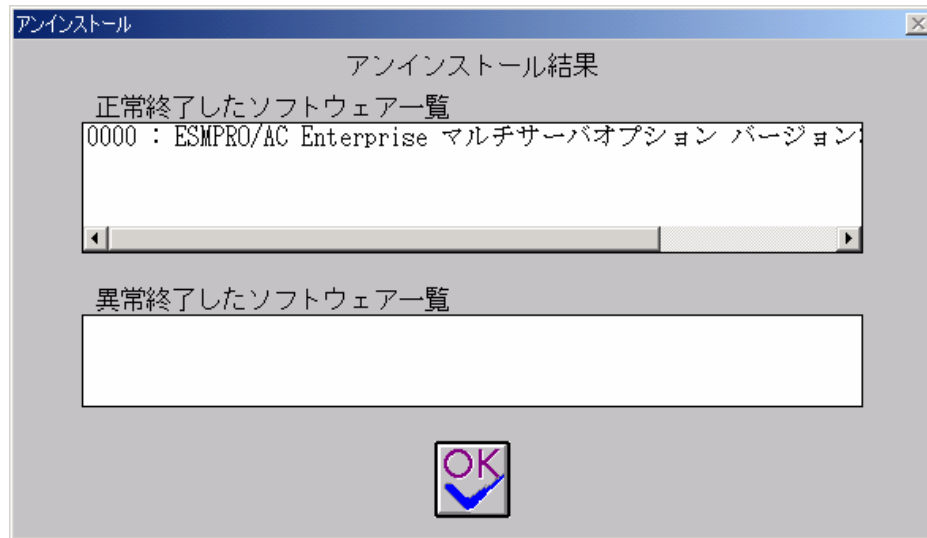 アンインストール
アンインストール結果
正常終了したソフトウェア一覧
0000 : ESMPRO/AC Enterprise マルチサーバオプション バージョン
異常終了したソフトウェア一覧
OK